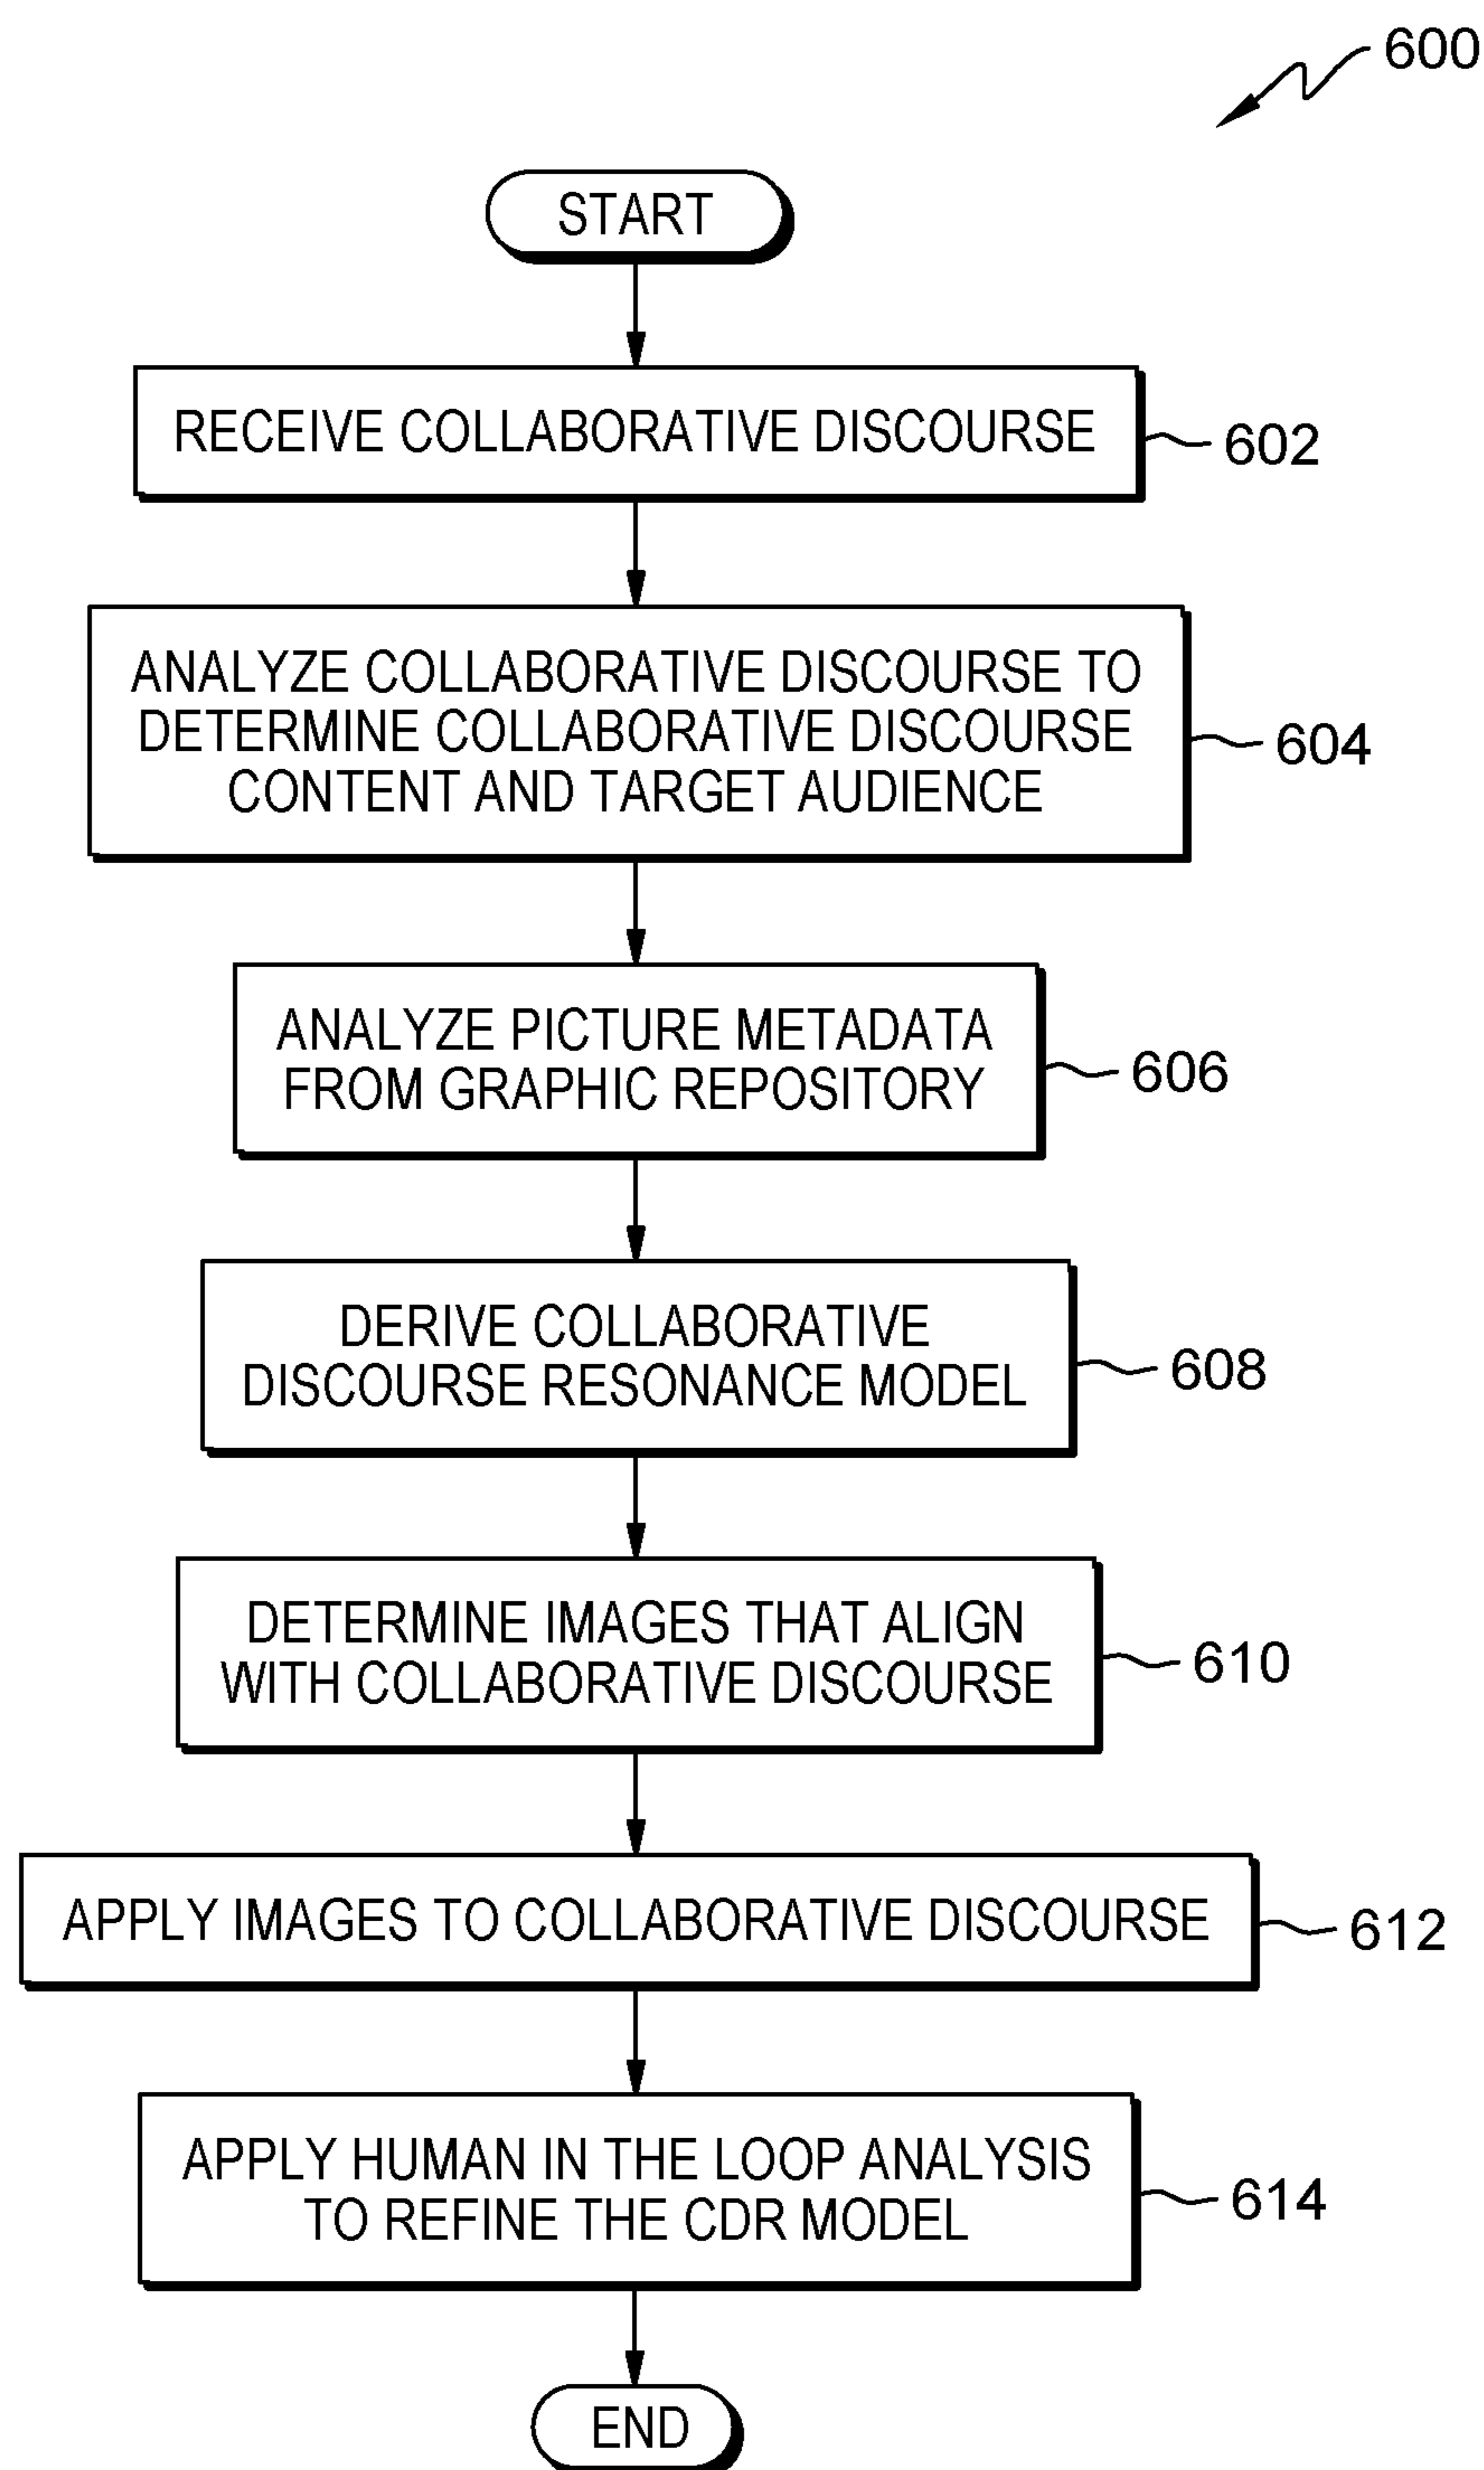 600
START
RECEIVE COLLABORATIVE DISCOURSE
602
ANALYZE COLLABORATIVE DISCOURSE TO
DETERMINE COLLABORATIVE DISCOURSE
CONTENT AND TARGET AUDIENCE
604
ANALYZE PICTURE METADATA
FROM GRAPHIC REPOSITORY
606
DERIVE COLLABORATIVE
DISCOURSE RESONANCE MODEL
608
DETERMINE IMAGES THAT ALIGN
WITH COLLABORATIVE DISCOURSE
610
APPLY IMAGES TO COLLABORATIVE DISCOURSE
612
APPLY HUMAN IN THE LOOP ANALYSIS
TO REFINE THE CDR MODEL
614
END